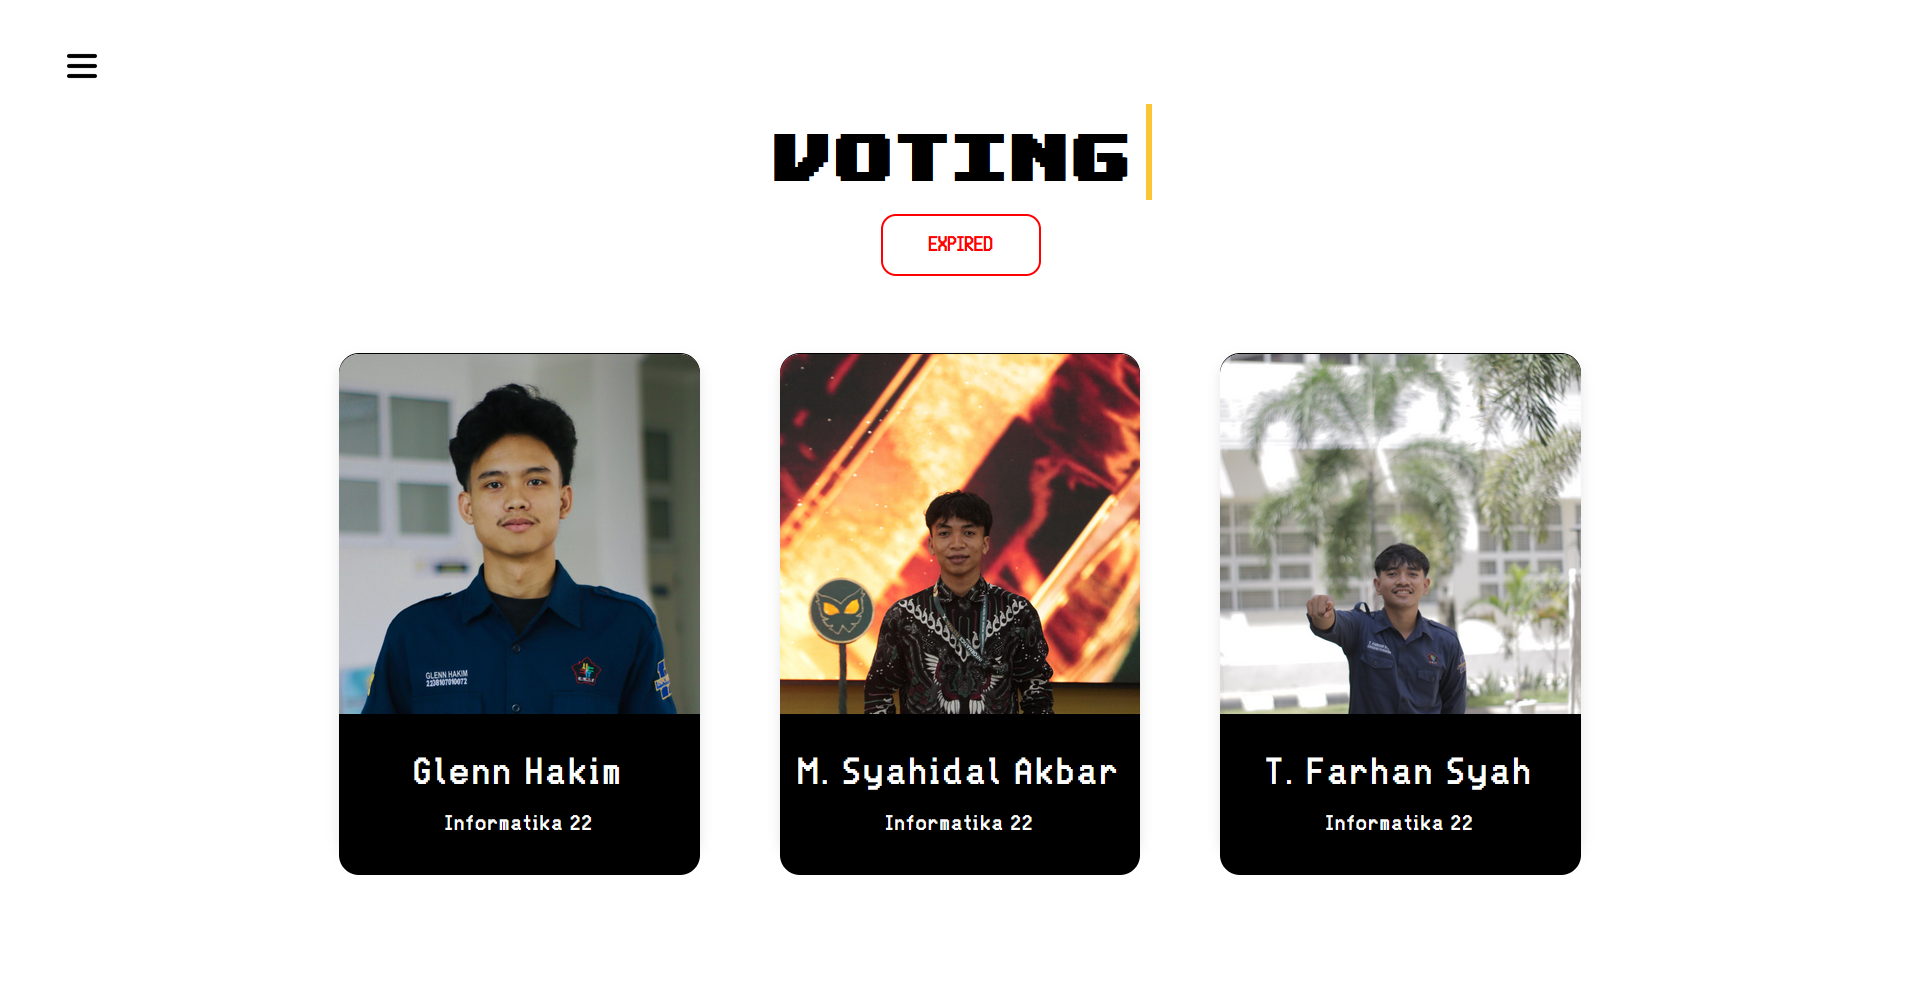 VOTING
EXPIRED
GLENN HAKIM
2208107010072
Glenn Hakim
Informatika 22
M. Syahidal Akbar
Informatika 22
T. Farhan Syah
Informatika 22